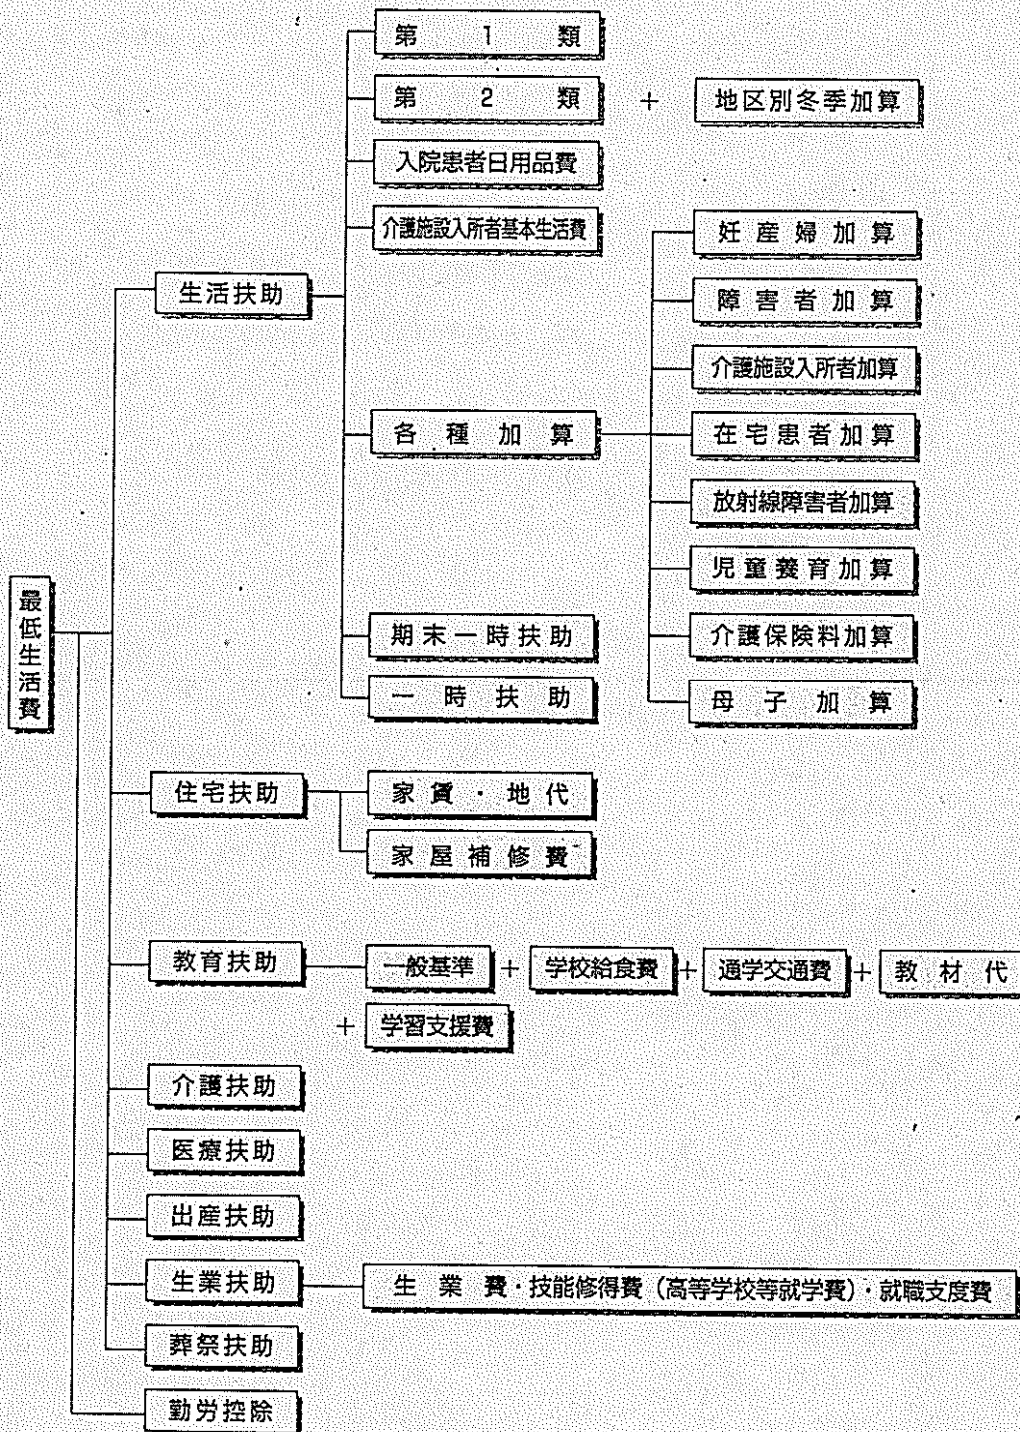 第1類
第2類 + 地区別冬季加算
入院患者日用品費
介護施設入所者基本生活費
妊産婦加算
生活扶助
障害者加算
介護施設入所者加算
各種加算
在宅患者加算
放射線障害者加算
児童養育加算
最低生活費
期末一時扶助
介護保険料加算
一時扶助
母子加算
住宅扶助
家賃・地代
家屋補修費
教育扶助
一般基準 + 学校給食費 + 通学交通費 + 教材代
+ 学習支援費
介護扶助
医療扶助
出産扶助
生業扶助
生業費・技能修得費(高等学校等就学費)・就職支度費
葬祭扶助
勤労控除